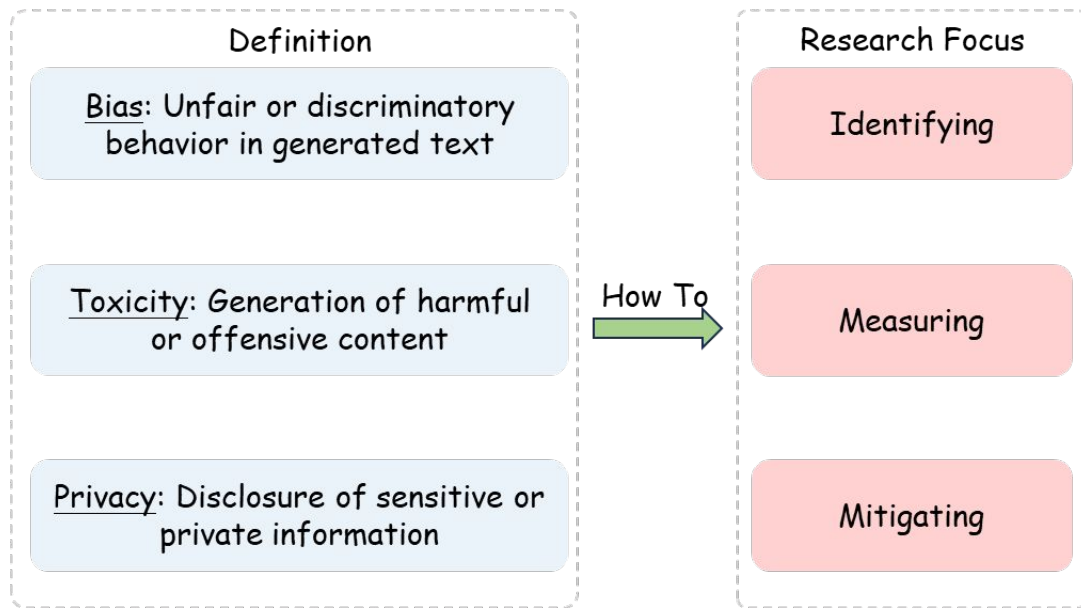 Definition
Bias: Unfair or discriminatory
behavior in generated text
Toxicity: Generation of harmful
or offensive content
Privacy: Disclosure of sensitive or
private information
How To
Research Focus
Identifying
Measuring
Mitigating